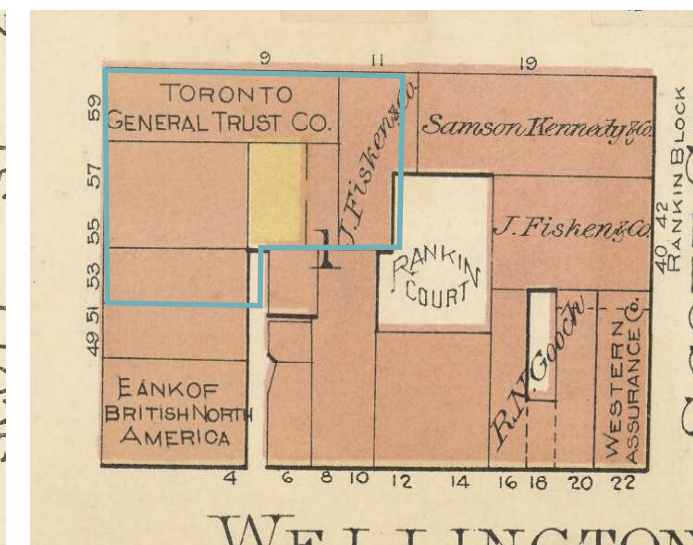 9 11 19
59
TORONTO
GENERAL TRUST CO.
J. Fisken & Co.
Samson Kennedy & Co.
RANKIN BLOCK
57
55
1
RANKIN
COURT
J. Fisken & Co.
40 42
53
51
49
BANK OF
BRITISH NORTH
AMERICA
R. N. Gooch
WESTERN
ASSURANCE Co.
4 6 8 10 12 14 16 18 20 22
WELLINGTON